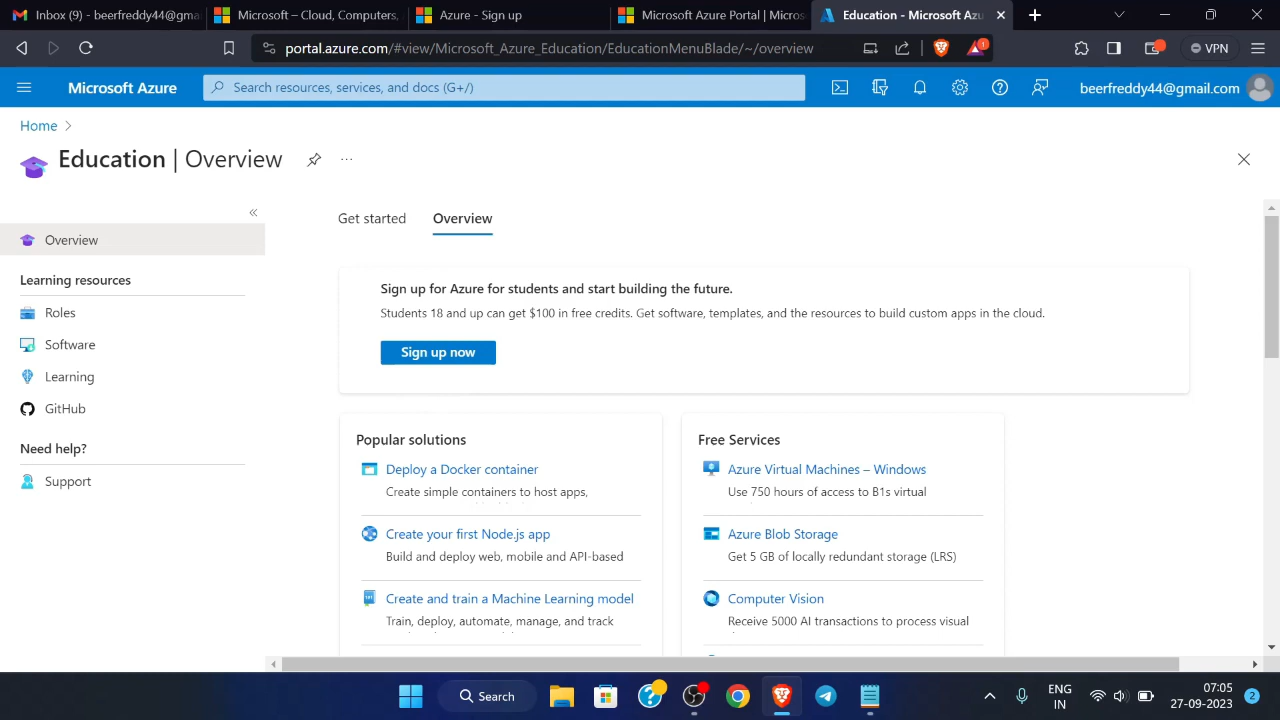 Inbox (9) - beerfreddy44@gma
Microsoft – Cloud, Computers,
Azure - Sign up
Microsoft Azure Portal | Micros
Education - Microsoft Azu
portal.azure.com/#view/Microsoft_Azure_Education/EducationMenuBlade/~/overview
1
VPN
Microsoft Azure
Search resources, services, and docs (G+/)
beerfreddy44@gmail.com
Home
Education | Overview
Get started
Overview
Overview
Learning resources
Roles
Software
Learning
GitHub
Need help?
Support
Sign up for Azure for students and start building the future.
Students 18 and up can get $100 in free credits. Get software, templates, and the resources to build custom apps in the cloud.
Sign up now
Popular solutions
Deploy a Docker container
Create simple containers to host apps,
Create your first Node.js app
Build and deploy web, mobile and API-based
Create and train a Machine Learning model
Train, deploy, automate, manage, and track
Free Services
Azure Virtual Machines – Windows
Use 750 hours of access to B1s virtual
Azure Blob Storage
Get 5 GB of locally redundant storage (LRS)
Computer Vision
Receive 5000 AI transactions to process visual
Search
ENG
IN
07:05
27-09-2023
2